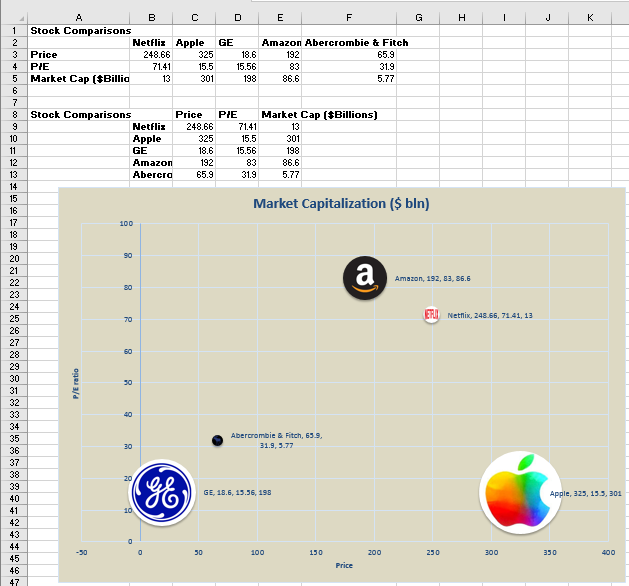 A B C D E F G H I J K
1 Stock Comparisons
2 Netflix Apple GE Amazon Abercrombie & Fitch
3 Price 248.66 325 18.6 192 65.9
4 P/E 71.41 15.5 15.56 83 31.9
5 Market Cap ($Billio 13 301 198 86.6 5.77
6
7
8 Stock Comparisons Price P/E Market Cap ($Billions)
9 Netflix 248.66 71.41 13
10 Apple 325 15.5 301
11 GE 18.6 15.56 198
12 Amazon 192 83 86.6
13 Abercro 65.9 31.9 5.77
14
15
16
17
18
19
20
21
22
23
24
25
26
27
28
29
30
31
32
33
34
35
36
37
38
39
40
41
42
43
44
45
46
47
Market Capitalization ($ bln)
100
90
80
70
60
50
40
30
20
10
0
P/E ratio
a
Amazon, 192, 83, 86.6
NETFLIX
Netflix, 248.66, 71.41, 13
Abercrombie & Fitch, 65.9,
31.9, 5.77
GE
GE, 18.6, 15.56, 198
Apple, 325, 15.5, 301
-50 0 50 100 150 200 250 300 350 400
Price